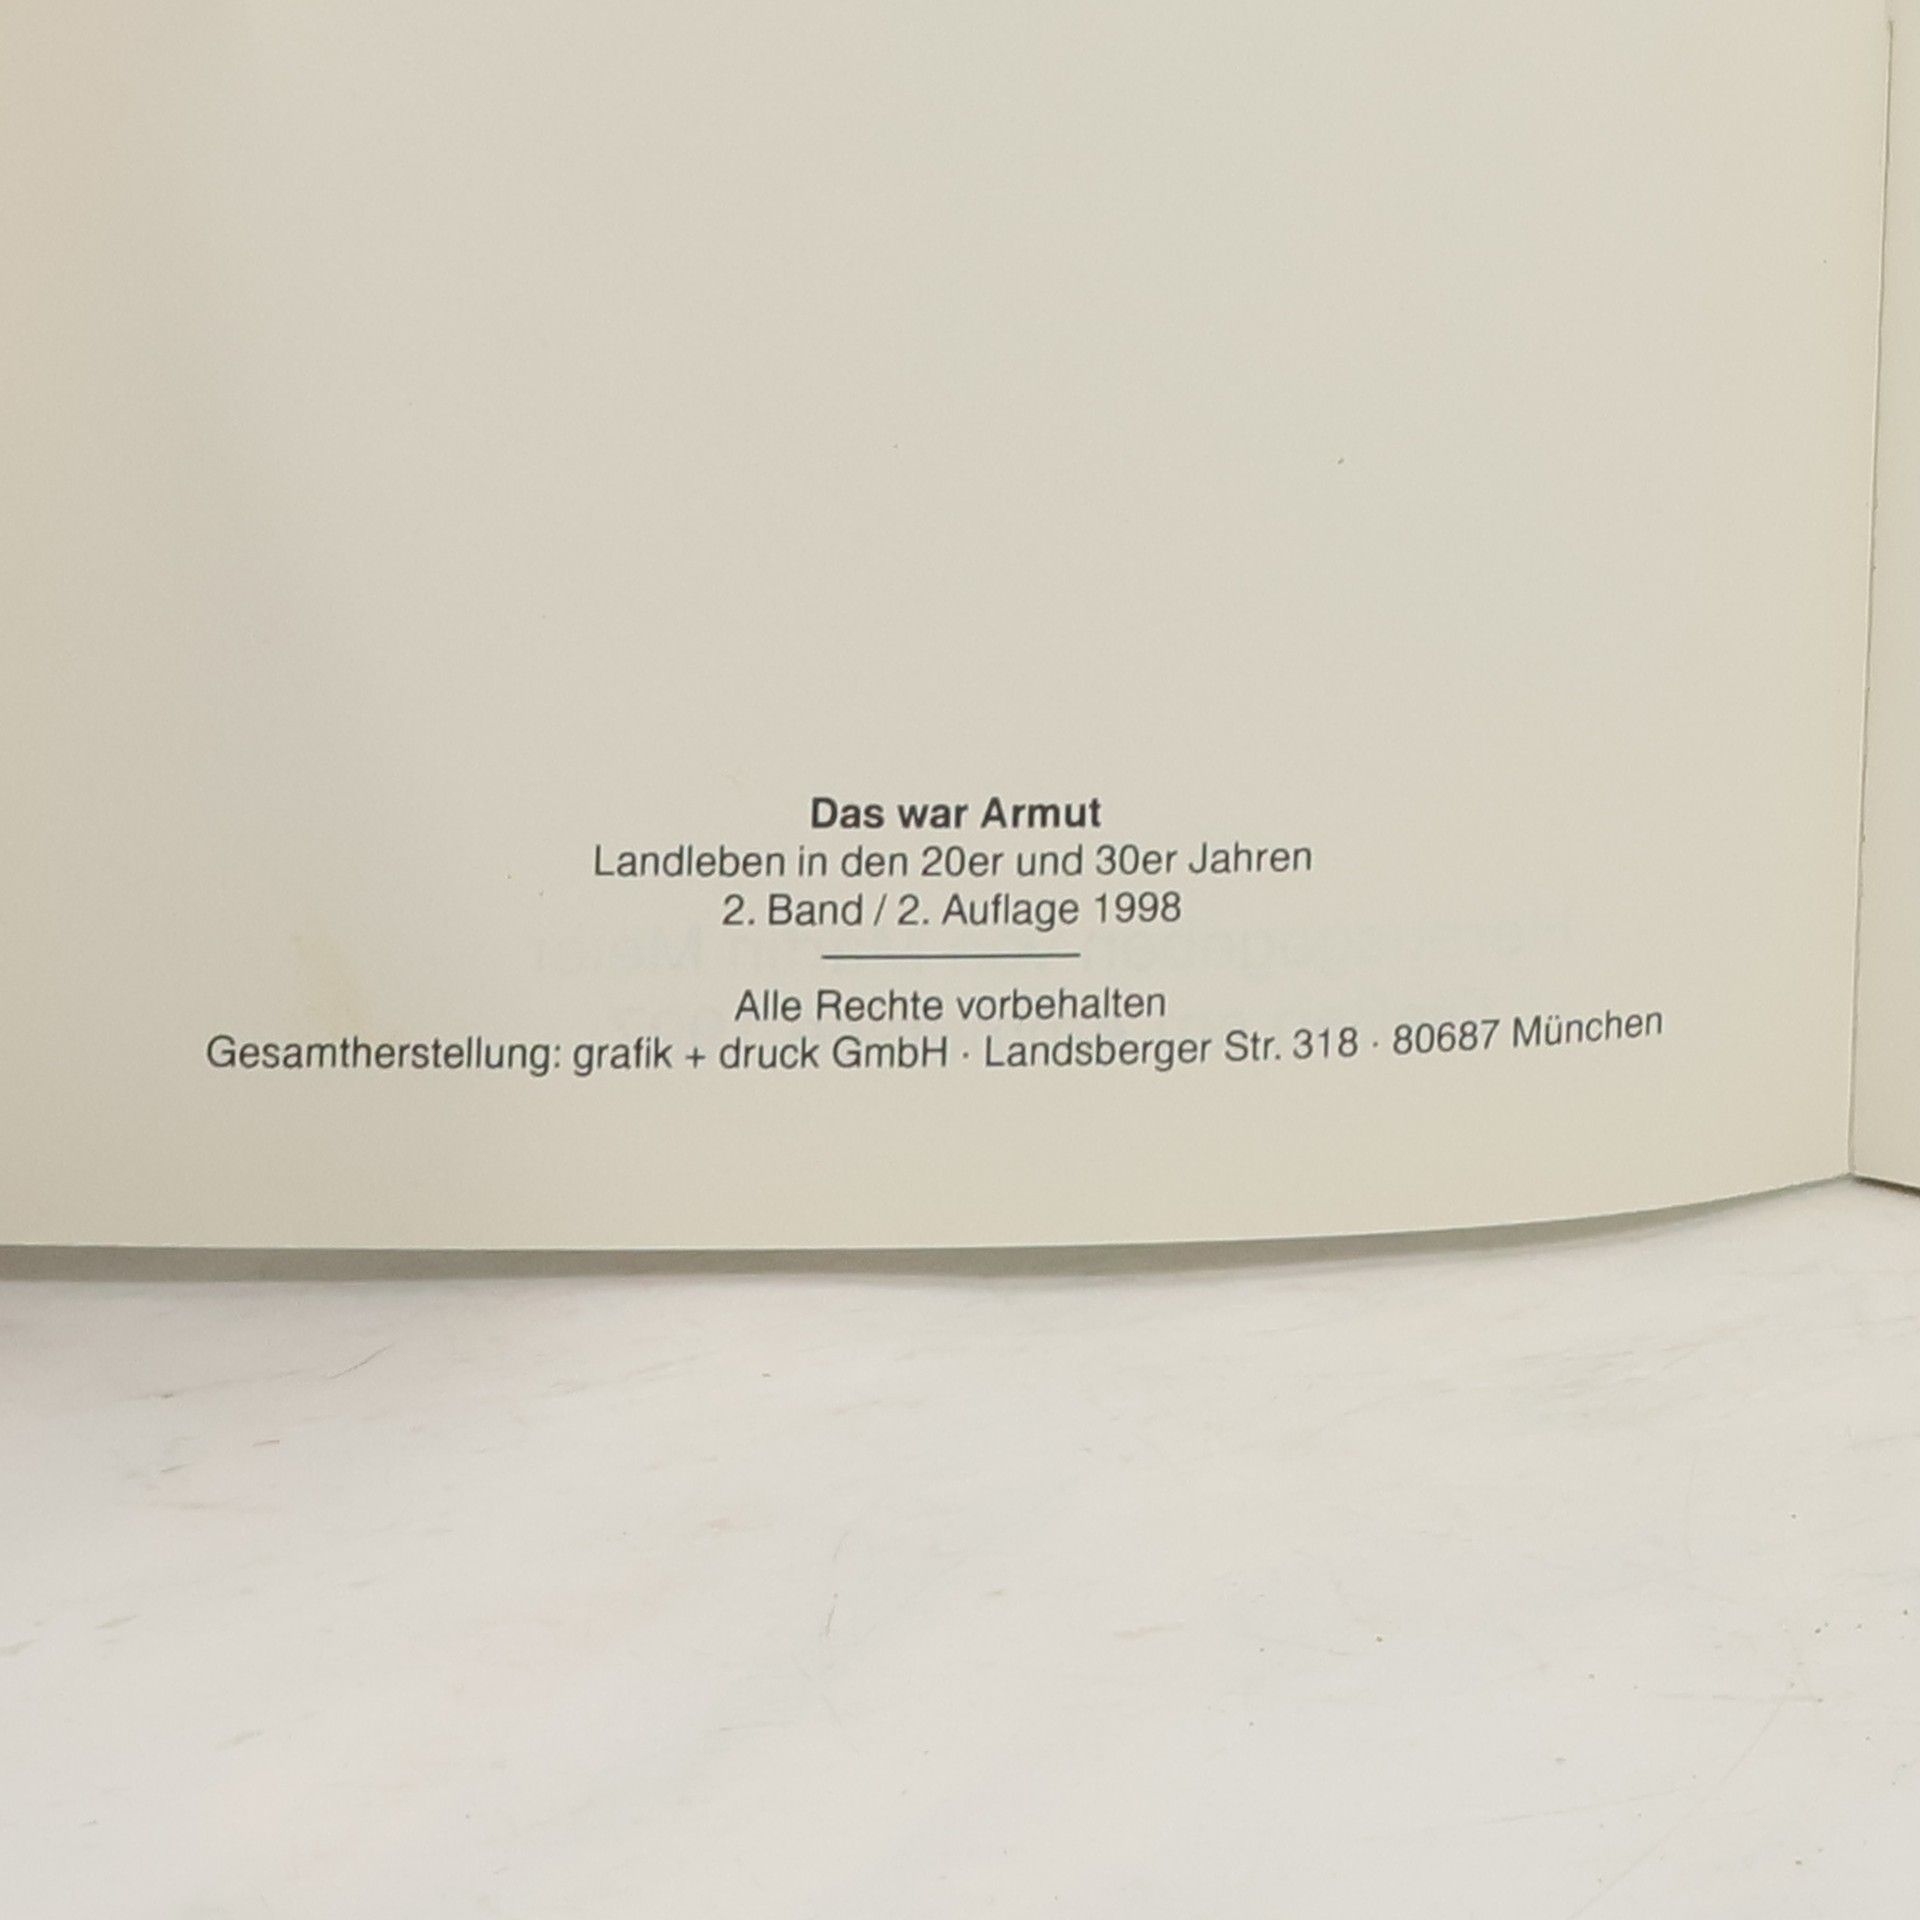 Das war Armut
Landleben in den 20er und 30er Jahren
2. Band / 2. Auflage 1998
Alle Rechte vorbehalten
Gesamtherstellung: grafik + druck GmbH · Landsberger Str. 318 · 80687 München